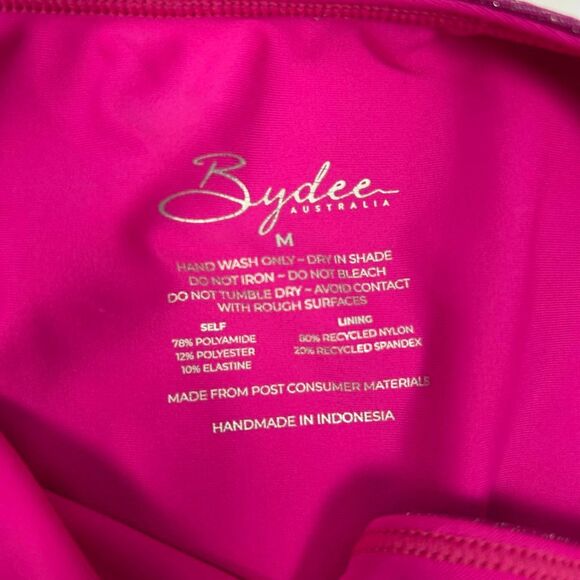 Bydee
AUSTRALIA
M
HAND WASH ONLY ~ DRY IN SHADE
DO NOT IRON ~ DO NOT BLEACH
DO NOT TUMBLE DRY ~ AVOID CONTACT
WITH ROUGH SURFACES
SELF
78% POLYAMIDE
12% POLYESTER
10% ELASTINE
LINING
80% RECYCLED NYLON
20% RECYCLED SPANDEX
MADE FROM POST CONSUMER MATERIALS
HANDMADE IN INDONESIA